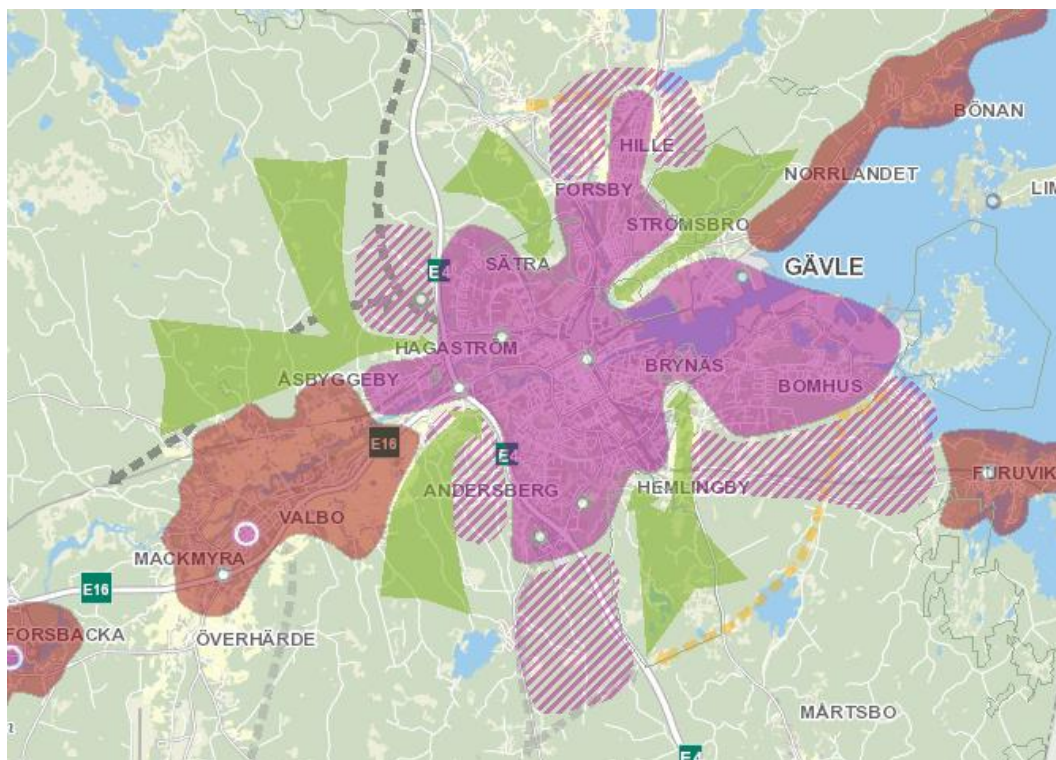 BÖNAN
HILLE
NORRLANDET
FORSBY
LIM
STRÖMSBRO
SÄTRA
GÄVLE
E4
HAGASTRÖM
BRYNÄS
ÅSBYGGEBY
BOMHUS
E16
E4
FURUVIK
ANDERSBERG
HEMLINGBY
VALBO
MACKMYRA
E16
FORSBACKA
ÖVERHÄRDE
MÅRTSBO
n
E4